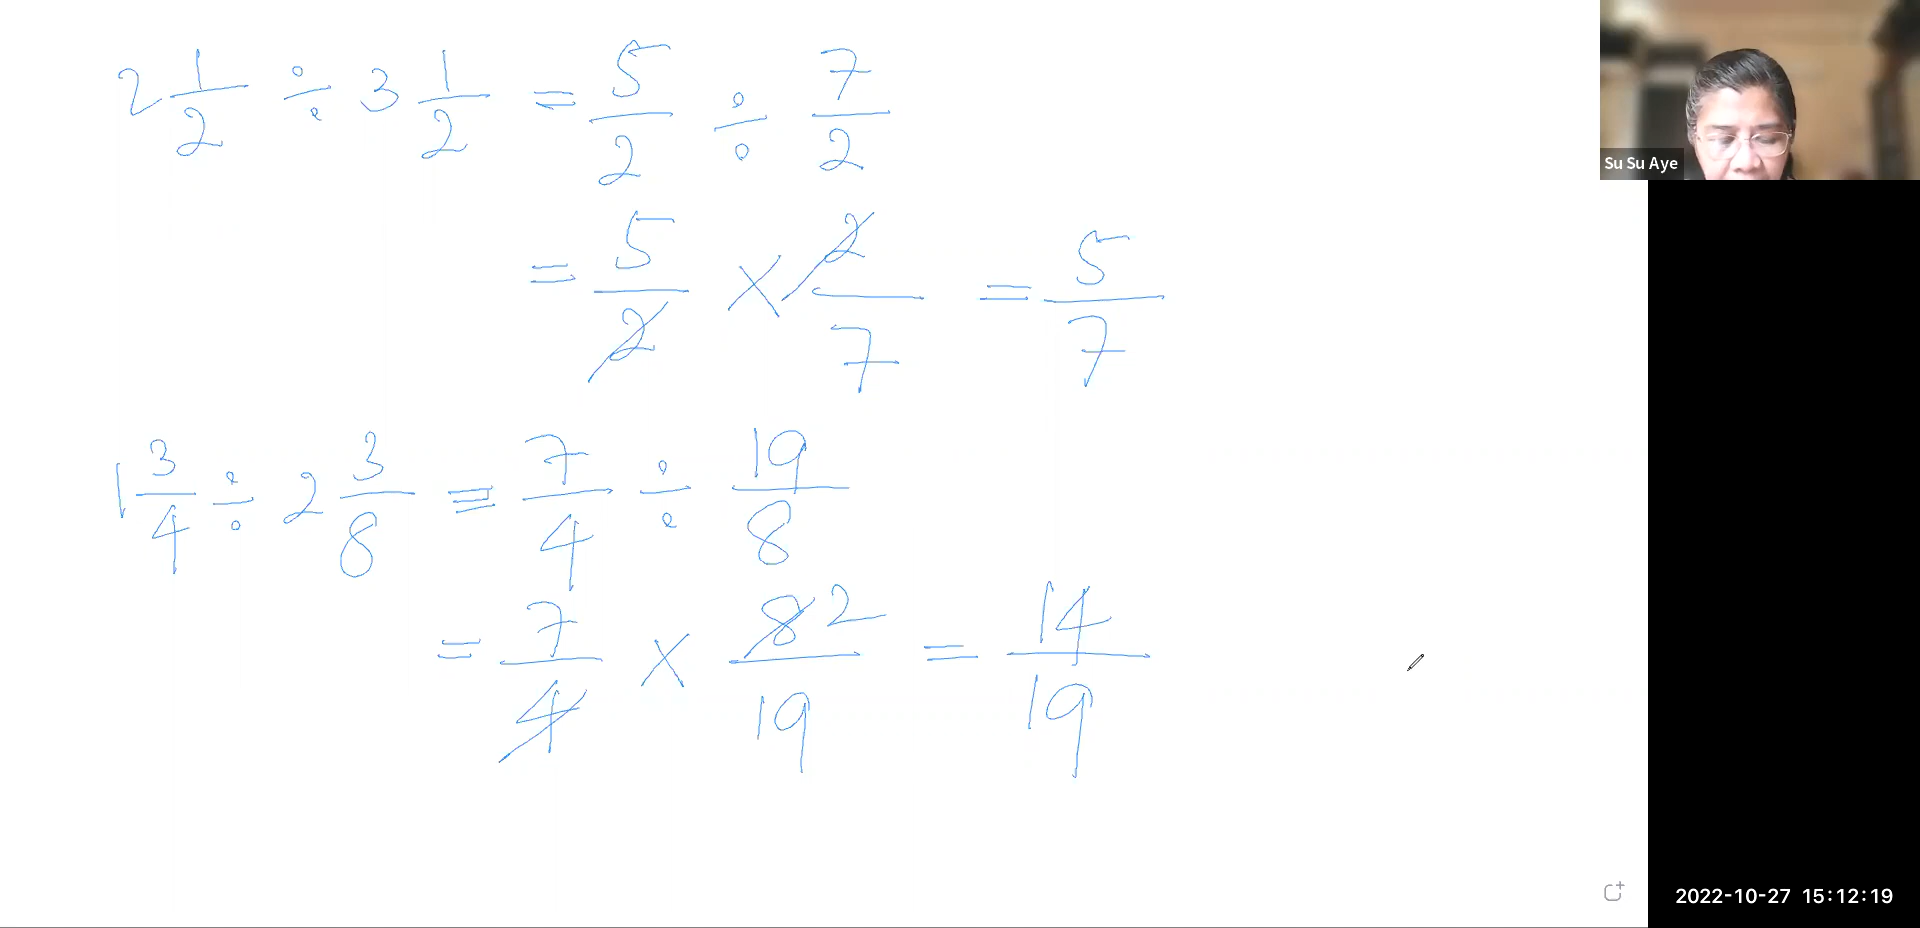 2 1/2 ÷ 3 1/2 = 5/2 ÷ 7/2
= 5/2 × 2/7 = 5/7
1 3/4 ÷ 2 3/8 = 7/4 ÷ 19/8
= 7/4 × 8 2/19 = 14/19
Su Su Aye
2022-10-27 15:12:19